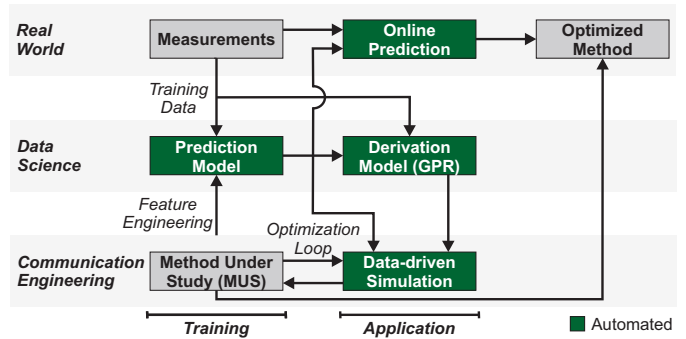 Real
World
Measurements
Online
Prediction
Optimized
Method
Training
Data
Data
Science
Prediction
Model
Derivation
Model (GPR)
Feature
Engineering
Optimization
Loop
Communication
Engineering
Method Under
Study (MUS)
Data-driven
Simulation
Training
Application
Automated